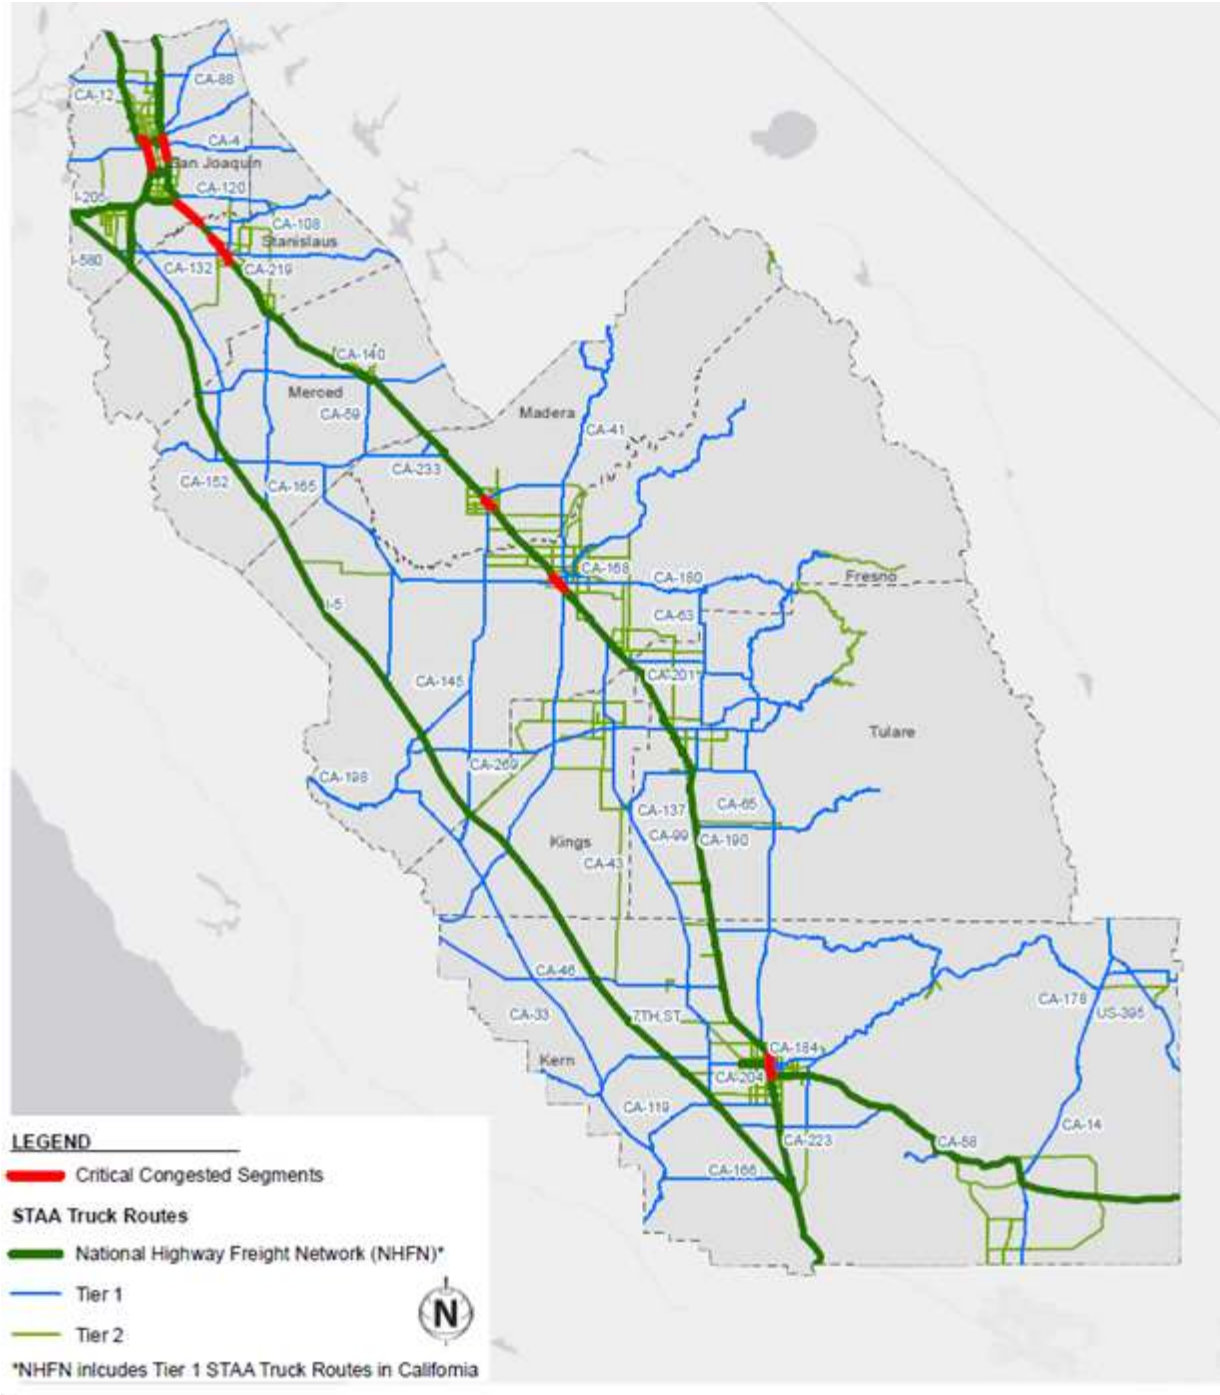 CA-88
CA-12
CA-4
San Joaquin
CA-120
I-205
CA-108
Stanislaus
I-580
CA-132
CA-219
CA-140
Merced
CA-59
Madera
CA-41
CA-233
CA-152
CA-165
CA-168
CA-180
Fresno
I-5
CA-63
CA-145
CA-201
Tulare
CA-269
CA-198
CA-137
CA-65
CA-99
CA-190
Kings
CA-43
CA-46
CA-178
US-395
CA-33
7TH ST
Kern
CA-184
CA-204
CA-119
CA-223
CA-14
CA-58
CA-166
LEGEND
Critical Congested Segments
STAA Truck Routes
National Highway Freight Network (NHFN)*
Tier 1
N
Tier 2
*NHFN inlcudes Tier 1 STAA Truck Routes in California